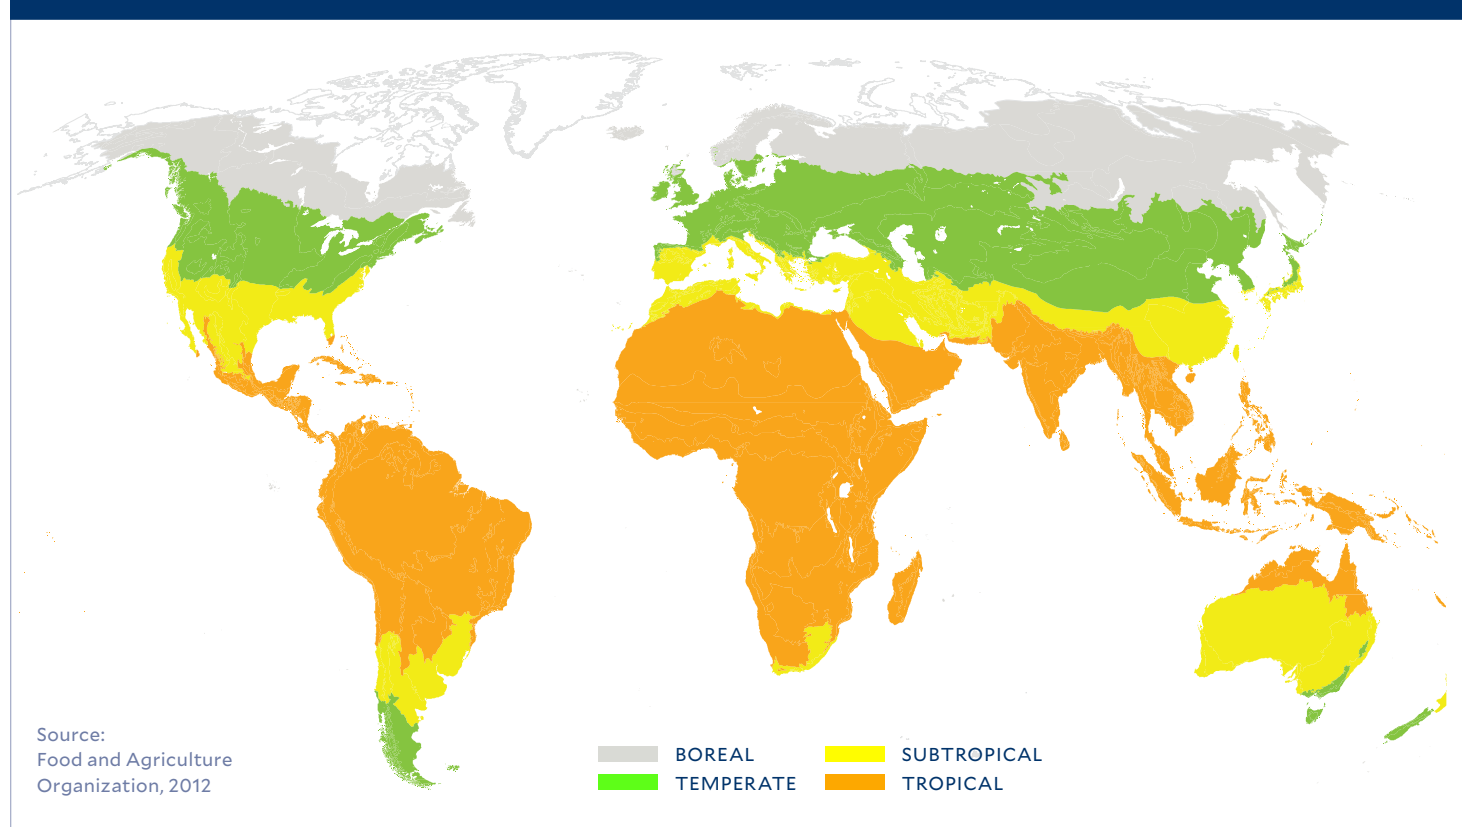 Source:
Food and Agriculture
Organization, 2012
BOREAL
SUBTROPICAL
TEMPERATE
TROPICAL